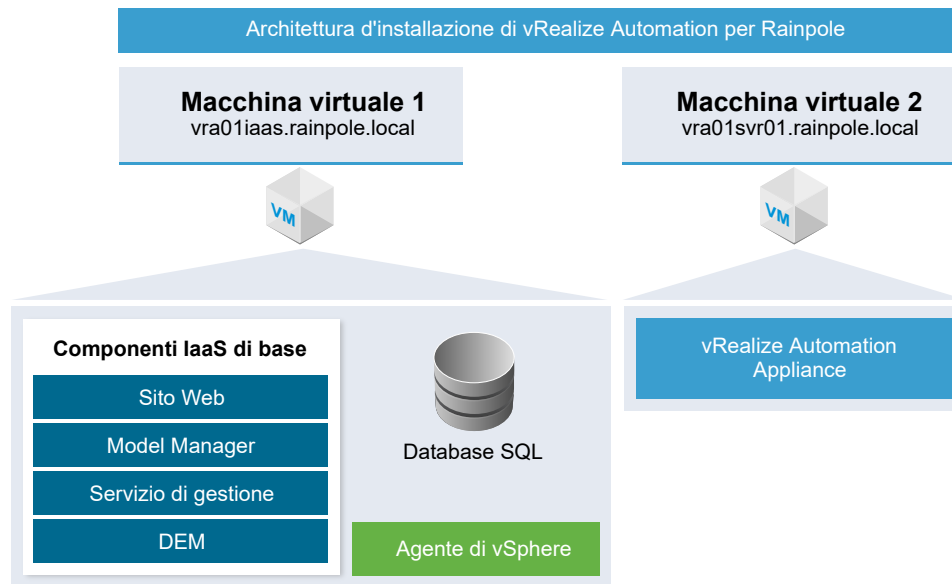 Architettura d'installazione di vRealize Automation per Rainpole
Macchina virtuale 1
vra01iaas.rainpole.local
Macchina virtuale 2
vra01svr01.rainpole.local
VM
VM
Componenti IaaS di base
Sito Web
Model Manager
Servizio di gestione
DEM
Database SQL
Agente di vSphere
vRealize Automation
Appliance